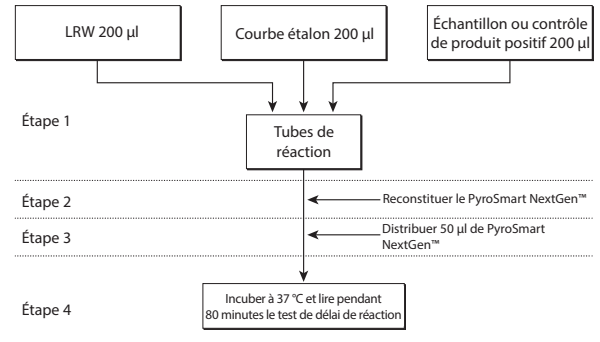 LRW 200 µl
Courbe étalon 200 µl
Échantillon ou contrôle
de produit positif 200 µl
Étape 1
Tubes de
réaction
Étape 2
Reconstituer le PyroSmart NextGen™
Étape 3
Distribuer 50 µl de PyroSmart
NextGen™
Étape 4
Incuber à 37 °C et lire pendant
80 minutes le test de délai de réaction